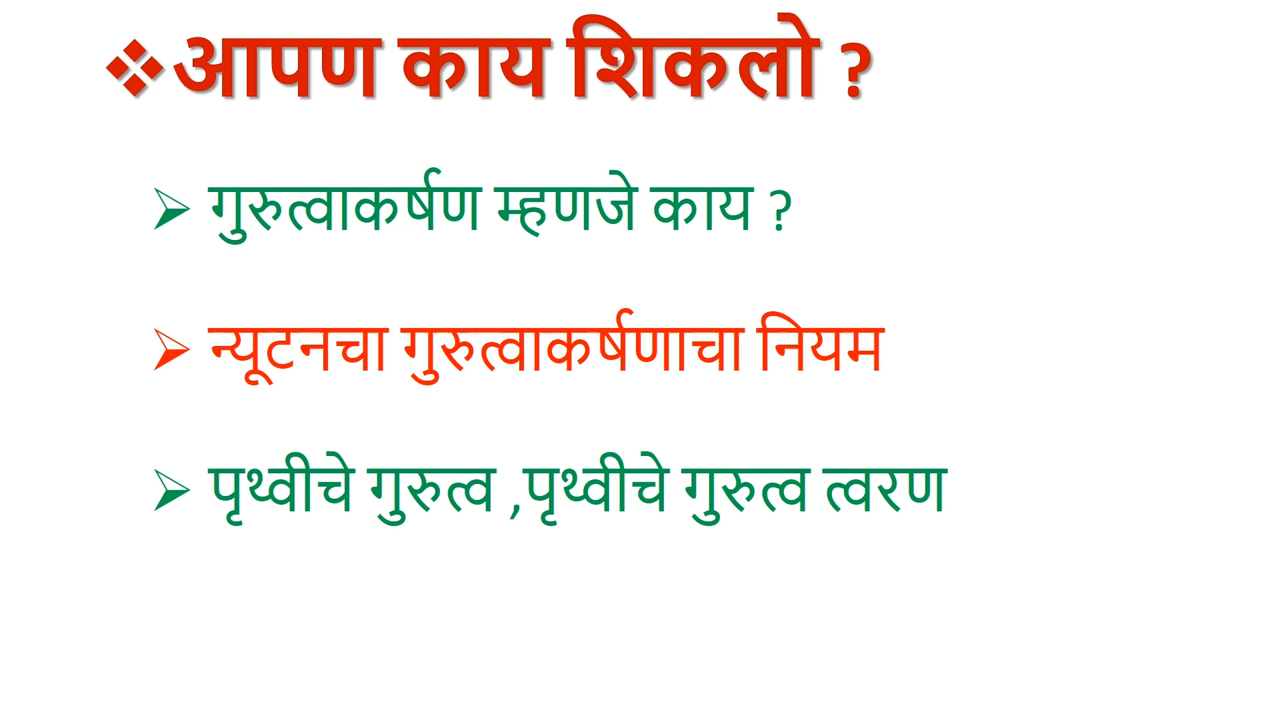 ❖आपण काय शिकलो ?
➢ गुरुत्वाकर्षण म्हणजे काय ?
➢ न्यूटनचा गुरुत्वाकर्षणाचा नियम
➢ पृथ्वीचे गुरुत्व ,पृथ्वीचे गुरुत्व त्वरण